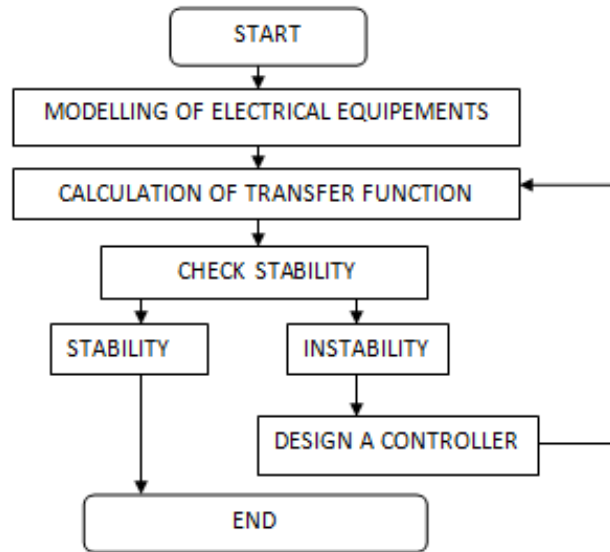 START
MODELLING OF ELECTRICAL EQUIPEMENTS
CALCULATION OF TRANSFER FUNCTION
CHECK STABILITY
STABILITY
INSTABILITY
DESIGN A CONTROLLER
END